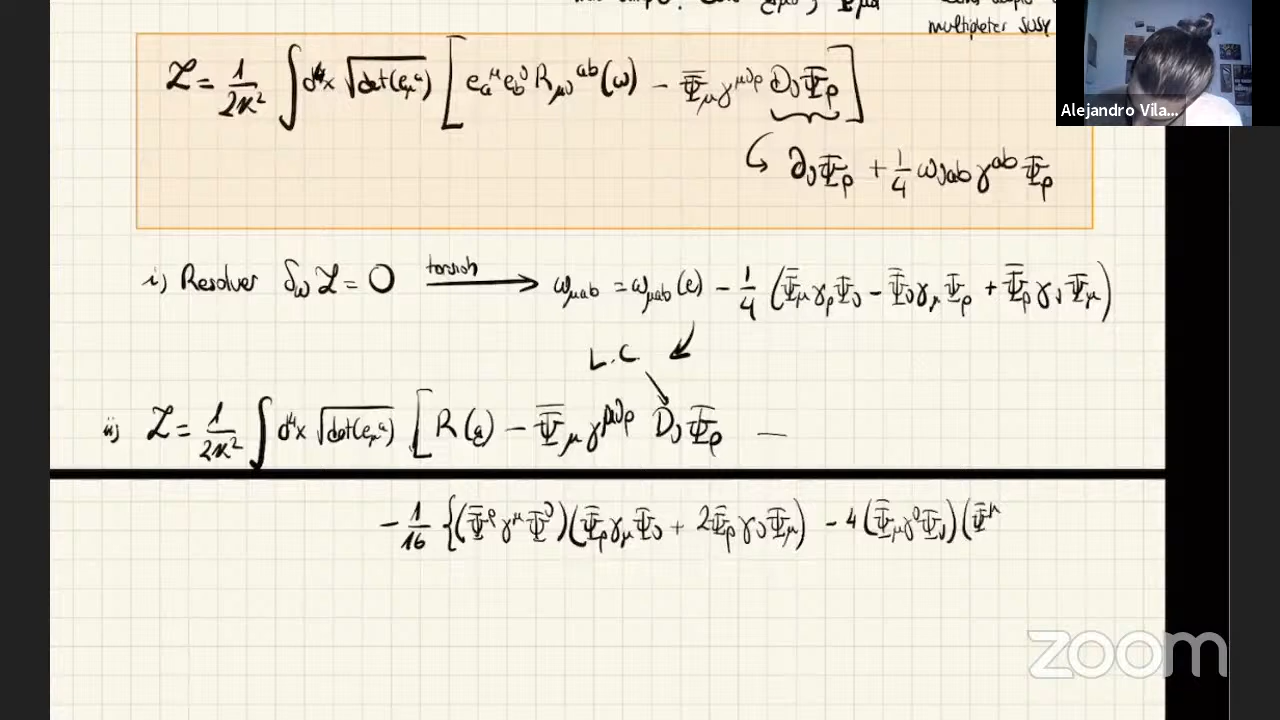 multipletes SUSY
Alejandro Vila...
ℒ = 1/2κ² ∫ d⁴x √det(e_μ^a) [ e_a^μ e_b^ν R_μν^ab(ω) − Ψ̄_μ γ^μνρ D_ν Ψ_ρ ]
↳ ∂_ν Ψ_ρ + 1/4 ω_νab γ^ab Ψ_ρ
i) Resolver δ_ω ℒ = 0 torsión → ω_μab = ω_μab(e) − 1/4 (Ψ̄_μ γ_ρ Ψ_ν − Ψ̄_ν γ_μ Ψ_ρ + Ψ̄_ρ γ_ν Ψ_μ)
L.C.
ii) ℒ = 1/2κ² ∫ d⁴x √det(e_μ^a) [ R(e) − Ψ̄_μ γ^μνρ D_ν Ψ_ρ —
− 1/16 {(Ψ̄^ρ γ^μ Ψ^ν)(Ψ̄_ρ γ_μ Ψ_ν + 2Ψ̄_ρ γ_ν Ψ_μ) − 4(Ψ̄_μ γ^ν Ψ_ν)(Ψ̄^μ
zoom